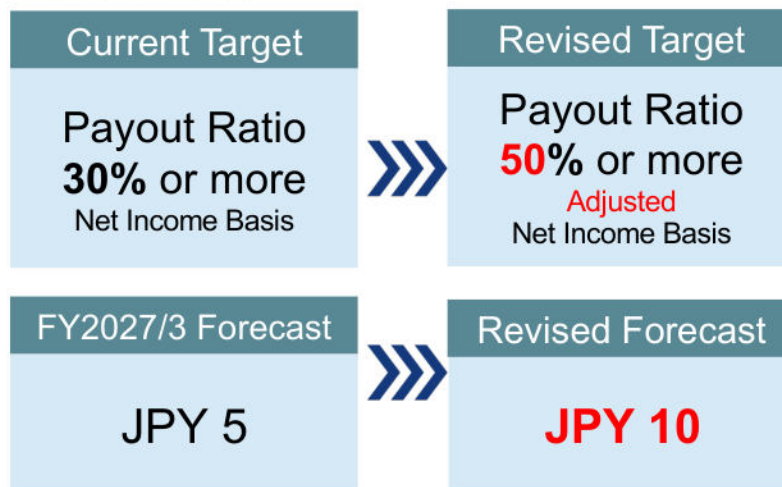 Current Target
Payout Ratio
30% or more
Net Income Basis
Revised Target
Payout Ratio
50% or more
Adjusted
Net Income Basis
FY2027/3 Forecast
JPY 5
Revised Forecast
JPY 10